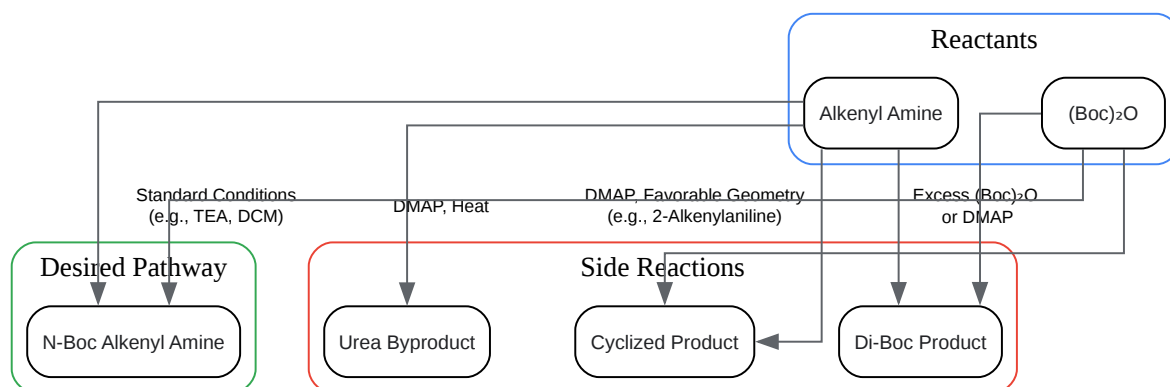 Reactants
Alkenyl Amine
(Boc)₂O
Standard Conditions
(e.g., TEA, DCM)
DMAP, Heat
DMAP, Favorable Geometry
(e.g., 2-Alkenylaniline)
Excess (Boc)₂O
or DMAP
Desired Pathway
Side Reactions
N-Boc Alkenyl Amine
Urea Byproduct
Cyclized Product
Di-Boc Product